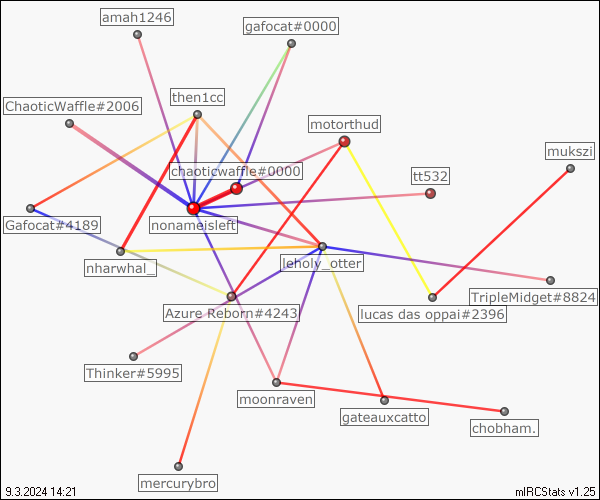 amah1246
gafocat#0000
ChaoticWaffle#2006
then1cc
motorthud
mukszi
chaoticwaffle#0000
tt532
Gafocat#4189
nonameisleft
nharwhal_
leholy_otter
Azure Reborn#4243
lucas das oppai#2396
TripleMidget#8824
Thinker#5995
moonraven
gateauxcatto
chobham.
mercurybro
9.3.2024 14:21
mIRCStats v1.25